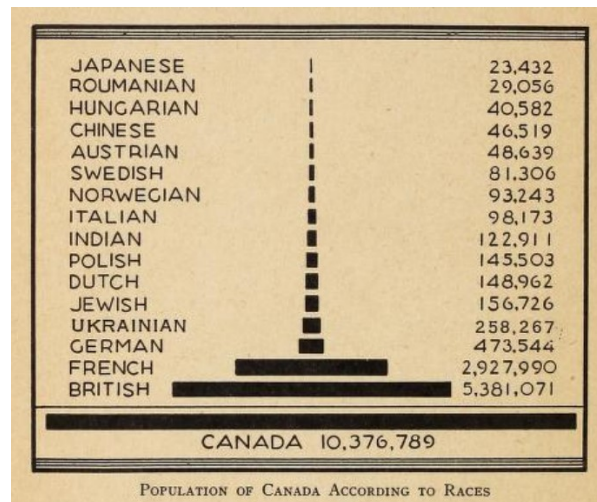 JAPANESE 23,432
ROUMANIAN 29,056
HUNGARIAN 40,582
CHINESE 46,519
AUSTRIAN 48,639
SWEDISH 81,306
NORWEGIAN 93,243
ITALIAN 98,173
INDIAN 122,911
POLISH 145,503
DUTCH 148,962
JEWISH 156,726
UKRAINIAN 258,267
GERMAN 473,544
FRENCH 2,927,990
BRITISH 5,381,071
CANADA 10,376,789
POPULATION OF CANADA ACCORDING TO RACES